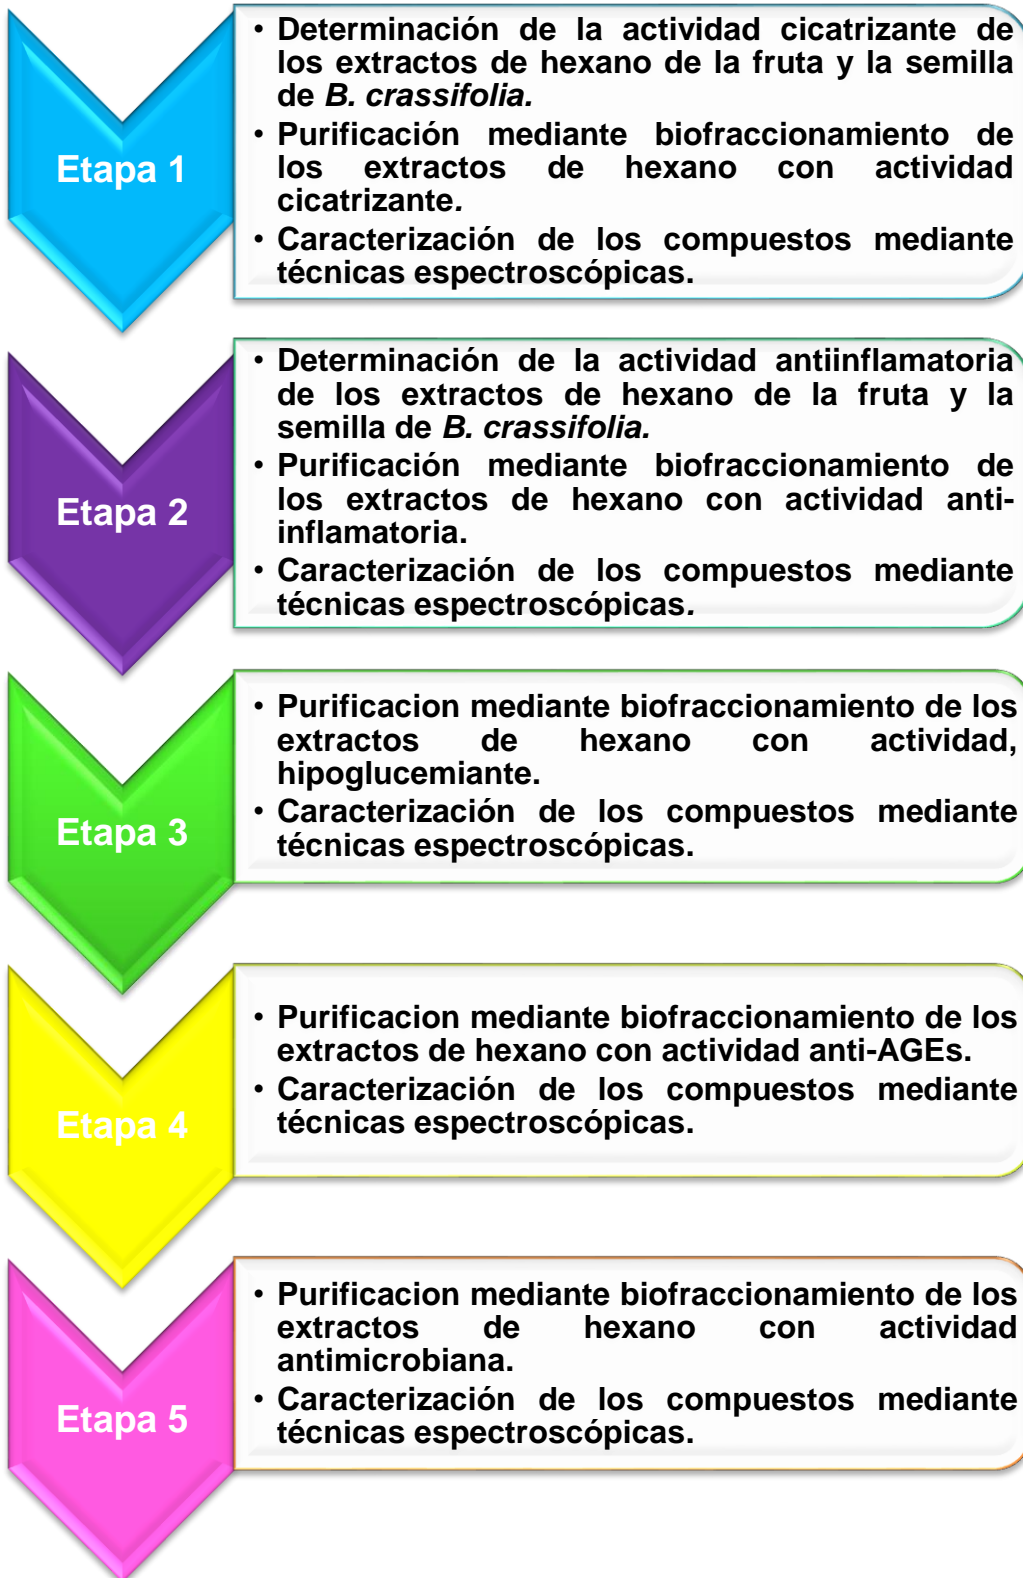 Etapa 1
• Determinación de la actividad cicatrizante de
los extractos de hexano de la fruta y la semilla
de B. crassifolia.
• Purificación mediante biofraccionamiento de
los extractos de hexano con actividad
cicatrizante.
• Caracterización de los compuestos mediante
técnicas espectroscópicas.
Etapa 2
• Determinación de la actividad antiinflamatoria
de los extractos de hexano de la fruta y la
semilla de B. crassifolia.
• Purificación mediante biofraccionamiento de
los extractos de hexano con actividad anti-
inflamatoria.
• Caracterización de los compuestos mediante
técnicas espectroscópicas.
Etapa 3
• Purificacion mediante biofraccionamiento de los
extractos de hexano con actividad,
hipoglucemiante.
• Caracterización de los compuestos mediante
técnicas espectroscópicas.
Etapa 4
• Purificacion mediante biofraccionamiento de los
extractos de hexano con actividad anti-AGEs.
• Caracterización de los compuestos mediante
técnicas espectroscópicas.
Etapa 5
• Purificacion mediante biofraccionamiento de los
extractos de hexano con actividad
antimicrobiana.
• Caracterización de los compuestos mediante
técnicas espectroscópicas.